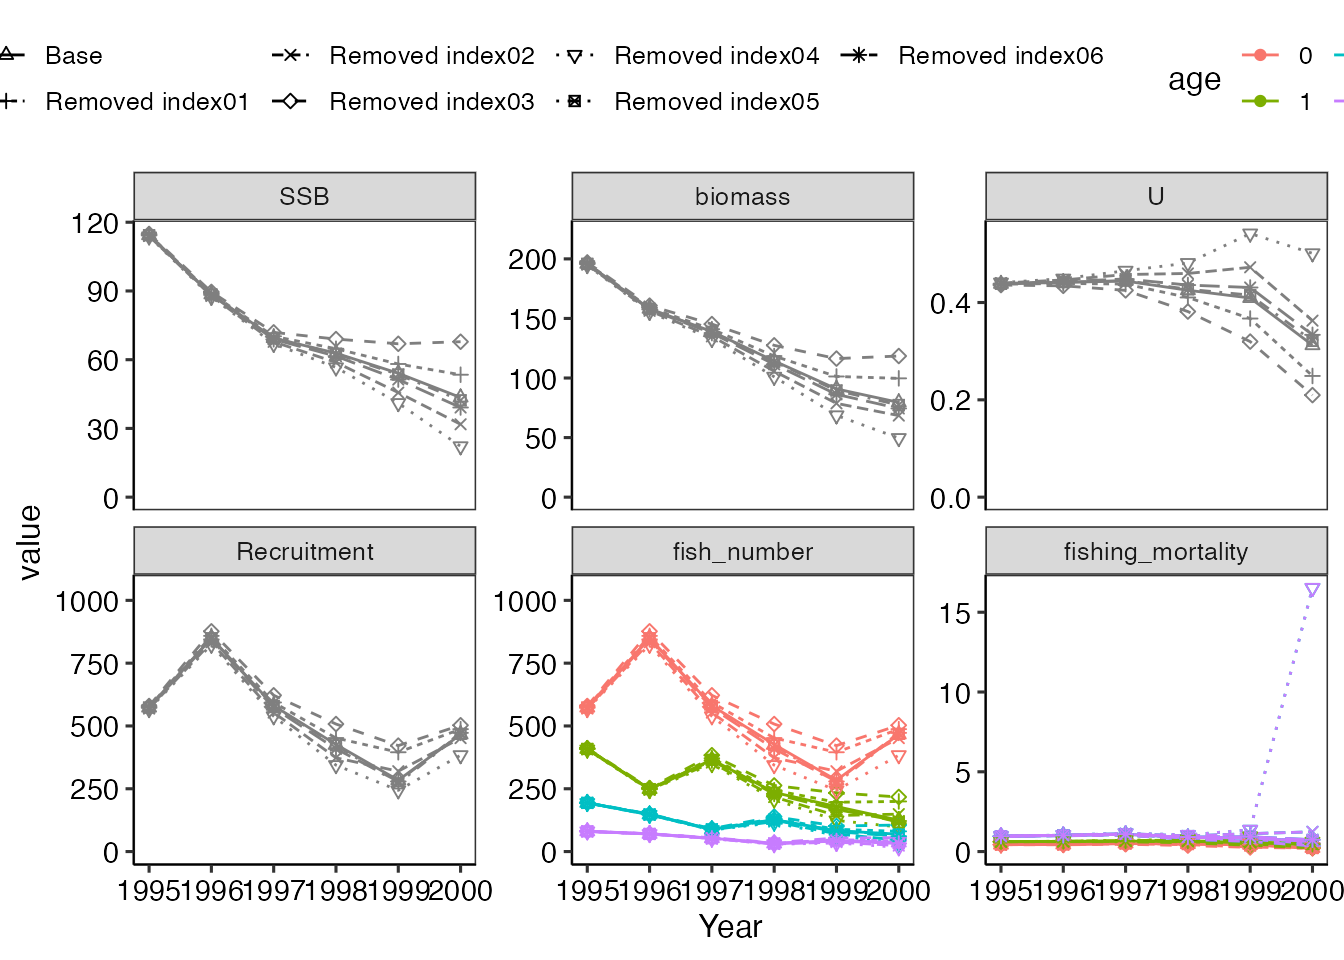 Base
Removed index02
Removed index04
Removed index06
Removed index01
Removed index03
Removed index05
age
0
1
SSB
biomass
U
120
90
60
30
0
200
150
100
50
0
0.4
0.2
0.0
value
Recruitment
fish_number
fishing_mortality
1000
750
500
250
0
1000
750
500
250
0
15
10
5
0
1995 1996 1997 1998 1999 2000
1995 1996 1997 1998 1999 2000
1995 1996 1997 1998 1999 2000
Year